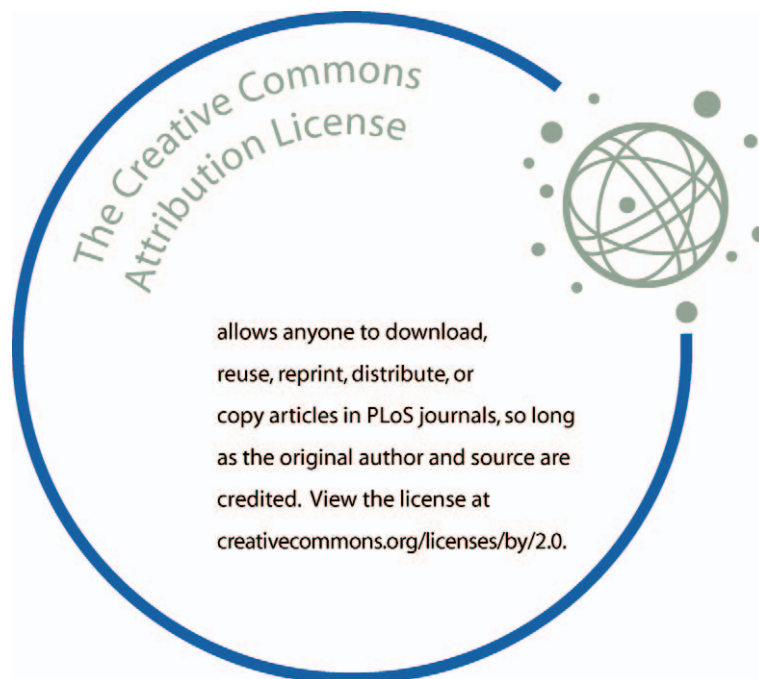 The Creative Commons
Attribution License
allows anyone to download,
reuse, reprint, distribute, or
copy articles in PLoS journals, so long
as the original author and source are
credited. View the license at
creativecommons.org/licenses/by/2.0.